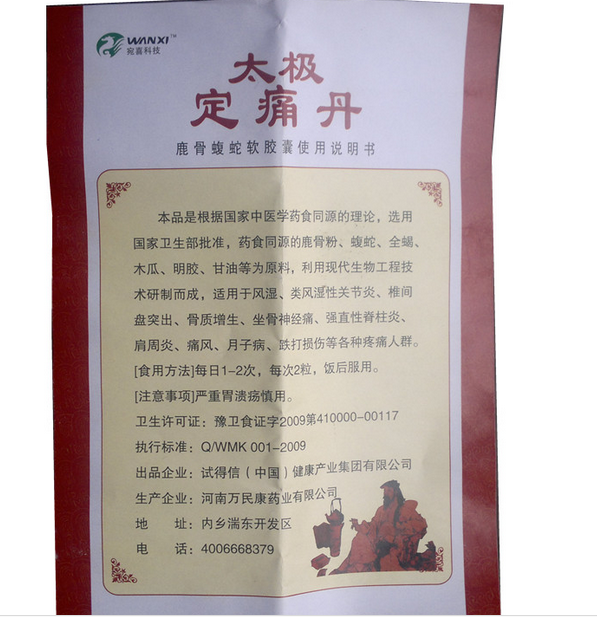 WANXI™
宛喜科技
太极
定痛丹
鹿骨蝮蛇软胶囊使用说明书
本品是根据国家中医学药食同源的理论，选用
国家卫生部批准，药食同源的鹿骨粉、蝮蛇、全蝎、
木瓜、明胶、甘油等为原料，利用现代生物工程技
术研制而成，适用于风湿、类风湿性关节炎、椎间
盘突出、骨质增生、坐骨神经痛、强直性脊柱炎、
肩周炎、痛风、月子病、跌打损伤等各种疼痛人群。
[食用方法]每日1-2次，每次2粒，饭后服用。
[注意事项]严重胃溃疡慎用。
卫生许可证：豫卫食证字2009第410000-00117
执行标准：Q/WMK 001-2009
出品企业：试得信（中国）健康产业集团有限公司
生产企业：河南万民康药业有限公司
地 址：内乡湍东开发区
电 话：4006668379